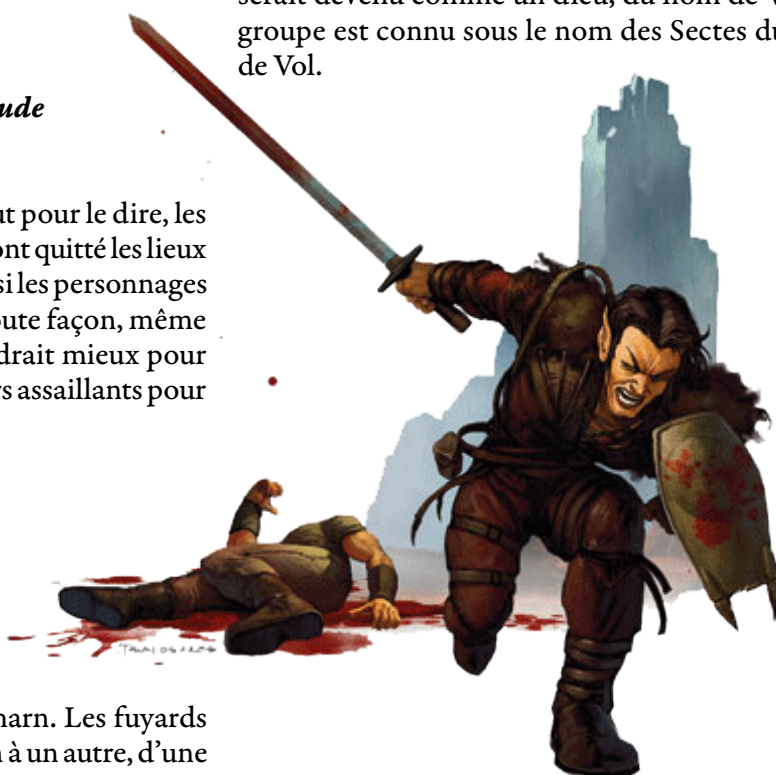 ude
ut pour le dire, les
ont quitté les lieux
si les personnages
oute façon, même
drait mieux pour
rs assaillants pour
narn. Les fuyards
n à un autre, d'une
serait devenu comme un dieu, du nom de V
groupe est connu sous le nom des Sectes du
de Vol.